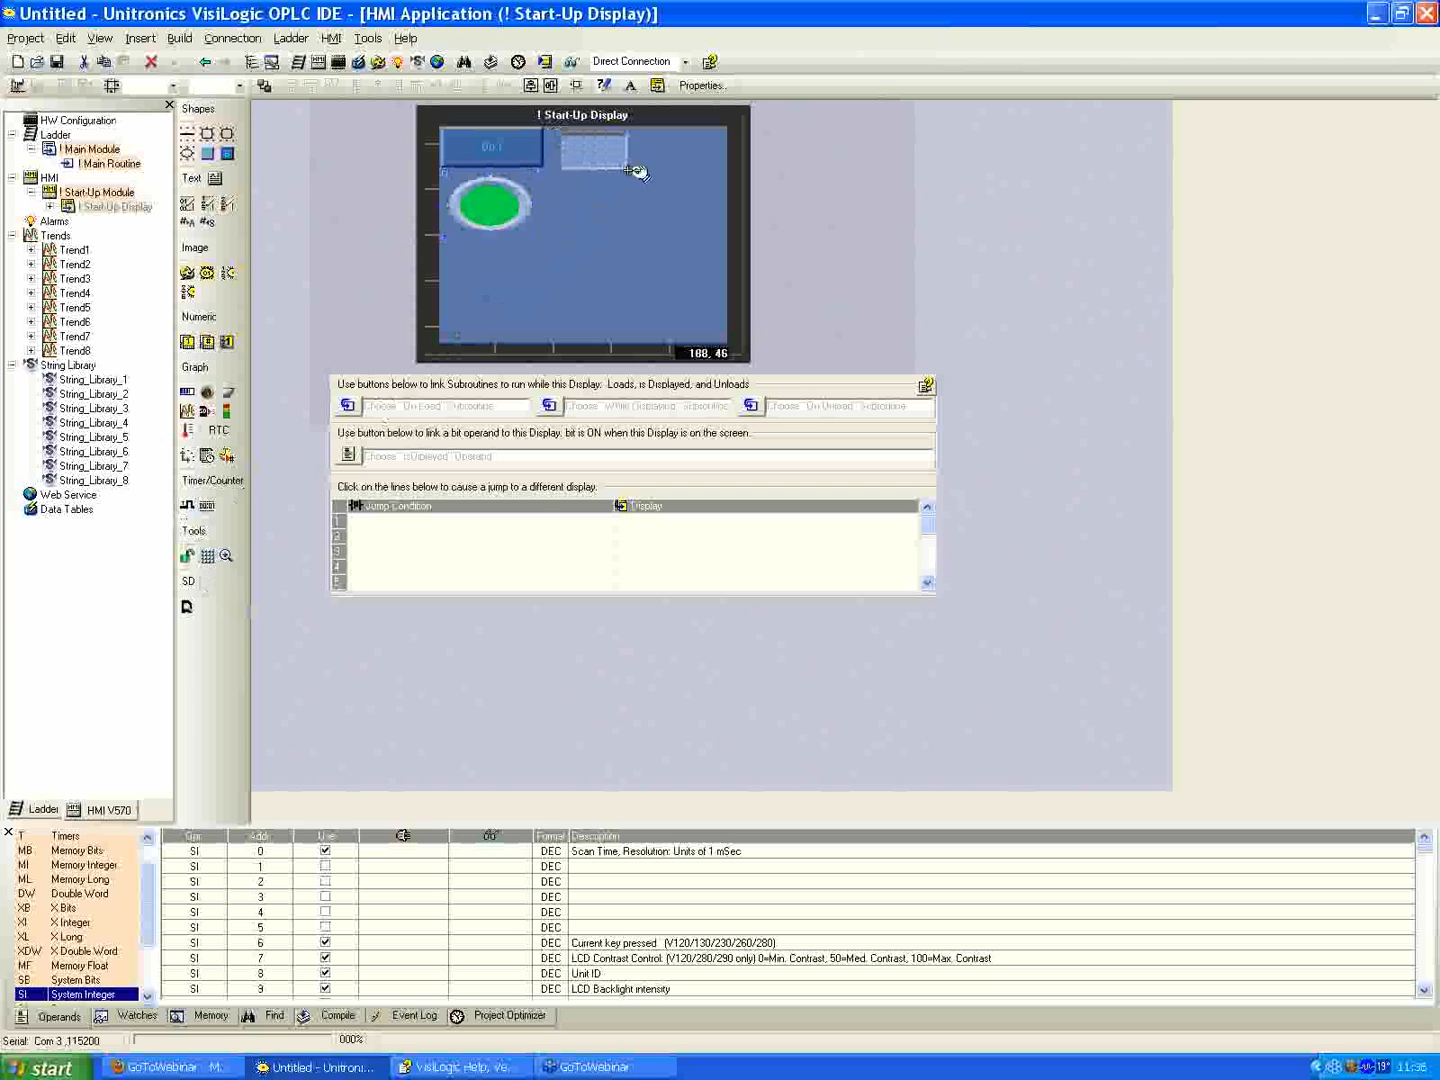 Untitled - Unitronics VisiLogic OPLC IDE - [HMI Application (! Start-Up Display)]
Project Edit View Insert Build Connection Ladder HMI Tools Help
Direct Connection
Properties..
Shapes
HW Configuration
Ladder
! Main Module
! Main Routine
HMI
! Start-Up Module
! Start-Up Display
Alarms
Trends
Trend1
Trend2
Trend3
Trend4
Trend5
Trend6
Trend7
Trend8
String Library
String_Library_1
String_Library_2
String_Library_3
String_Library_4
String_Library_5
String_Library_6
String_Library_7
String_Library_8
Web Service
Data Tables
Text
Image
Numeric
Graph
RTC
Timer/Counter
Tools
SD
! Start-Up Display
168, 46
Use buttons below to link Subroutines to run while this Display: Loads, is Displayed, and Unloads
Use button below to link a bit operand to this Display, bit is ON when this Display is on the screen.
Click on the lines below to cause a jump to a different display.
Jump Condition Display
1
2
3
4
5
Ladder HMI V570
T Timers
MB Memory Bits
MI Memory Integer
ML Memory Long
DW Double Word
XB X Bits
XI X Integer
XL X Long
XDW X Double Word
MF Memory Float
SB System Bits
SI System Integer
Format Description
SI 0 DEC Scan Time, Resolution: Units of 1 mSec
SI 1 DEC
SI 2 DEC
SI 3 DEC
SI 4 DEC
SI 5 DEC
SI 6 DEC Current key pressed (V120/130/230/260/280)
SI 7 DEC LCD Contrast Control: (V120/280/290 only) 0=Min. Contrast, 50=Med. Contrast, 100=Max. Contrast
SI 8 DEC Unit ID
SI 9 DEC LCD Backlight intensity
Operands Watches Memory Find Compile Event Log Project Optimizer
Serial: Com 3 ,115200 000%
start GoToWebinar M... Untitled - Unitroni... VisiLogic Help, Ve... GoToWebinar 19° 11:36